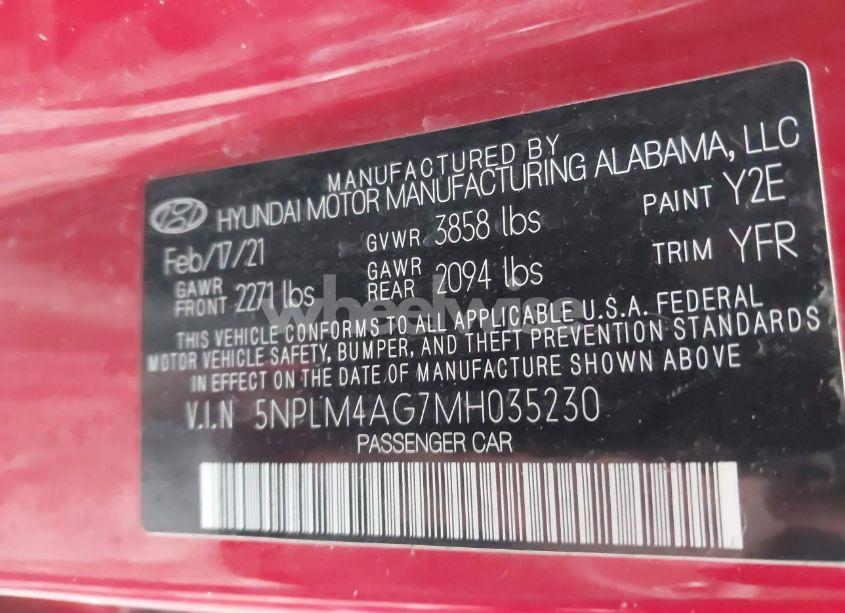 MANUFACTURED BY
HYUNDAI MOTOR MANUFACTURING ALABAMA, LLC
Feb/17/21 GVWR 3858 lbs PAINT Y2E
GAWR FRONT 2271 lbs GAWR REAR 2094 lbs TRIM YFR
wheelwise
THIS VEHICLE CONFORMS TO ALL APPLICABLE U.S.A. FEDERAL
MOTOR VEHICLE SAFETY, BUMPER, AND THEFT PREVENTION STANDARDS
IN EFFECT ON THE DATE OF MANUFACTURE SHOWN ABOVE
V.I.N 5NPLM4AG7MH035230
PASSENGER CAR